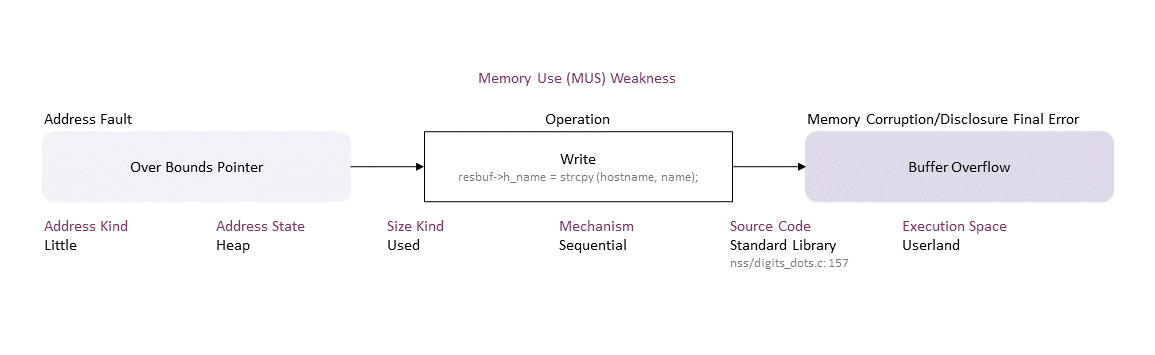 Memory Use (MUS) Weakness
Address Fault
Operation
Memory Corruption/Disclosure Final Error
Over Bounds Pointer
Write
resbuf->h_name = strcpy(hostname, name);
Buffer Overflow
Address Kind
Little
Address State
Heap
Size Kind
Used
Mechanism
Sequential
Source Code
Standard Library
nss/digits_dots.c:157
Execution Space
Userland